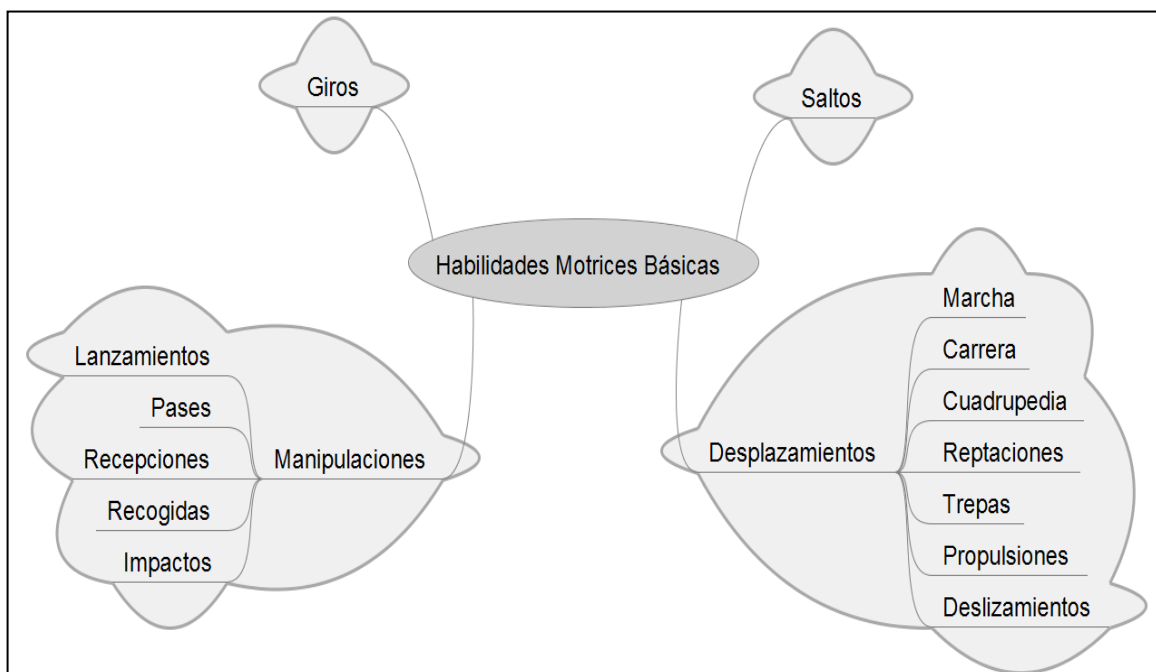 Giros
Saltos
Habilidades Motrices Básicas
Lanzamientos
Pases
Recepciones
Recogidas
Impactos
Manipulaciones
Desplazamientos
Marcha
Carrera
Cuadrupedia
Reptaciones
Trepas
Propulsiones
Deslizamientos